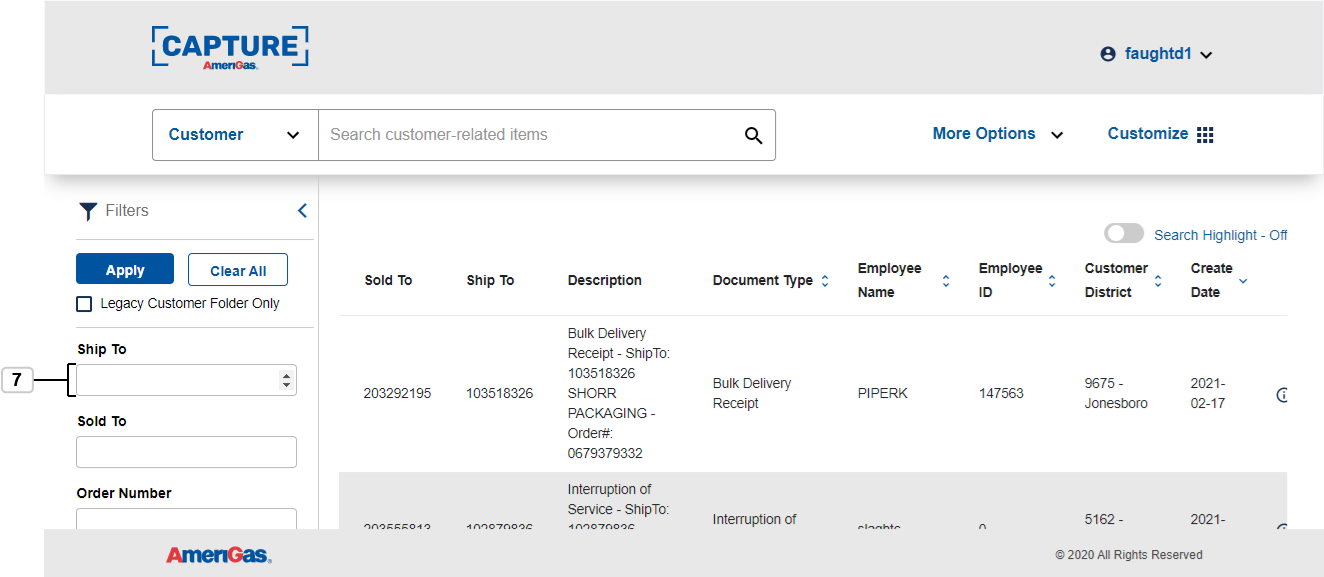 CAPTURE
AmeriGas.
faughtd1
Customer
Search customer-related items
More Options
Customize
Filters
Apply
Clear All
Legacy Customer Folder Only
Ship To
7
Sold To
Order Number
Search Highlight - Off
Sold To
Ship To
Description
Document Type
Employee
Name
Employee
ID
Customer
District
Create
Date
203292195
103518326
Bulk Delivery
Receipt - ShipTo:
103518326
SHORR
PACKAGING -
Order#:
0679379332
Bulk Delivery
Receipt
PIPERK
147563
9675 -
Jonesboro
2021-
02-17
203555813
102879836
Interruption of
Service - ShipTo:
102879836
Interruption of
slaghtc
0
5162 -
2021-
AmeriGas.
© 2020 All Rights Reserved